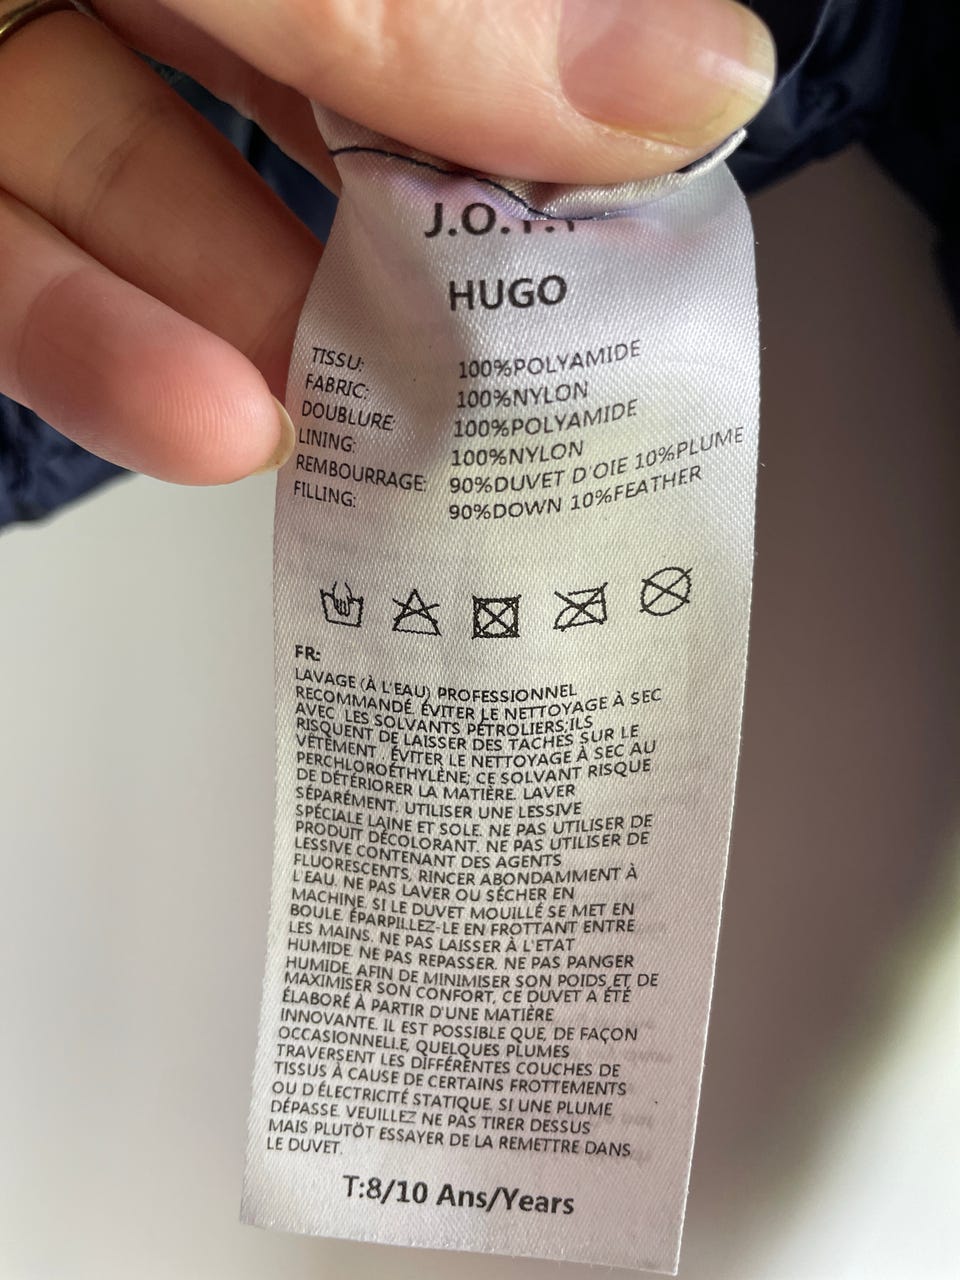 J.O.T.T
HUGO
TISSU: 100%POLYAMIDE
FABRIC: 100%NYLON
DOUBLURE: 100%POLYAMIDE
LINING: 100%NYLON
REMBOURRAGE: 90%DUVET D'OIE 10%PLUME
FILLING: 90%DOWN 10%FEATHER
FR:
LAVAGE (À L'EAU) PROFESSIONNEL
RECOMMANDÉ. ÉVITER LE NETTOYAGE À SEC
AVEC LES SOLVANTS PÉTROLIERS;ILS
RISQUENT DE LAISSER DES TACHES SUR LE
VÊTEMENT . ÉVITER LE NETTOYAGE À SEC AU
PERCHLOROÉTHYLÈNE; CE SOLVANT RISQUE
DE DÉTÉRIORER LA MATIÈRE. LAVER
SÉPARÉMENT. UTILISER UNE LESSIVE
SPÉCIALE LAINE ET SOLE. NE PAS UTILISER DE
PRODUIT DÉCOLORANT. NE PAS UTILISER DE
LESSIVE CONTENANT DES AGENTS
FLUORESCENTS, RINCER ABONDAMMENT À
L'EAU. NE PAS LAVER OU SÉCHER EN
MACHINE. SI LE DUVET MOUILLÉ SE MET EN
BOULE. ÉPARPILLEZ-LE EN FROTTANT ENTRE
LES MAINS. NE PAS LAISSER À L'ETAT
HUMIDE. NE PAS REPASSER. NE PAS PANGER
HUMIDE. AFIN DE MINIMISER SON POIDS ET DE
MAXIMISER SON CONFORT, CE DUVET A ÉTÉ
ÉLABORÉ À PARTIR D'UNE MATIÈRE
INNOVANTE. IL EST POSSIBLE QUE, DE FAÇON
OCCASIONNELLE, QUELQUES PLUMES
TRAVERSENT LES DIFFÉRENTES COUCHES DE
TISSUS À CAUSE DE CERTAINS FROTTEMENTS
OU D'ÉLECTRICITÉ STATIQUE. SI UNE PLUME
DÉPASSE. VEUILLEZ NE PAS TIRER DESSUS
MAIS PLUTÔT ESSAYER DE LA REMETTRE DANS
LE DUVET.
T:8/10 Ans/Years